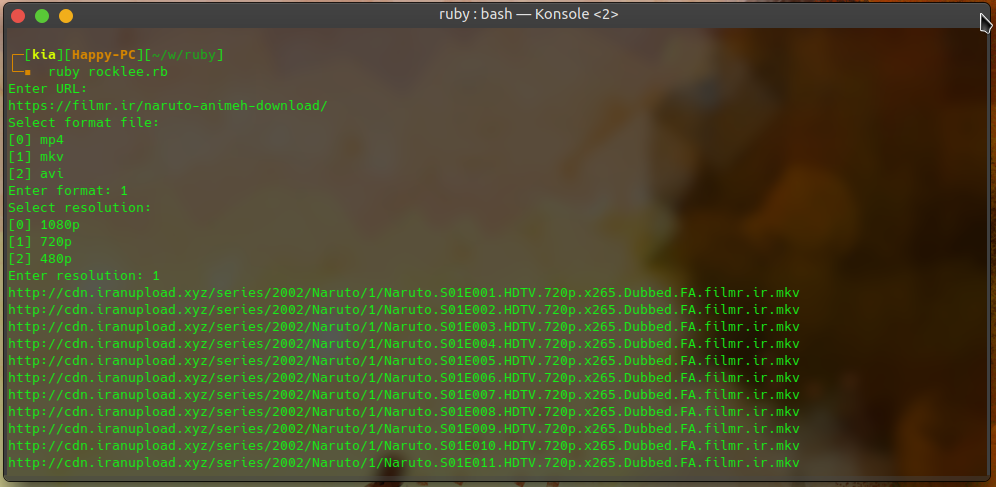 ruby : bash — Konsole <2>
[kia][Happy-PC][~/w/ruby]
ruby rocklee.rb
Enter URL:
https://filmr.ir/naruto-animeh-download/
Select format file:
[0] mp4
[1] mkv
[2] avi
Enter format: 1
Select resolution:
[0] 1080p
[1] 720p
[2] 480p
Enter resolution: 1
http://cdn.iranupload.xyz/series/2002/Naruto/1/Naruto.S01E001.HDTV.720p.x265.Dubbed.FA.filmr.ir.mkv
http://cdn.iranupload.xyz/series/2002/Naruto/1/Naruto.S01E002.HDTV.720p.x265.Dubbed.FA.filmr.ir.mkv
http://cdn.iranupload.xyz/series/2002/Naruto/1/Naruto.S01E003.HDTV.720p.x265.Dubbed.FA.filmr.ir.mkv
http://cdn.iranupload.xyz/series/2002/Naruto/1/Naruto.S01E004.HDTV.720p.x265.Dubbed.FA.filmr.ir.mkv
http://cdn.iranupload.xyz/series/2002/Naruto/1/Naruto.S01E005.HDTV.720p.x265.Dubbed.FA.filmr.ir.mkv
http://cdn.iranupload.xyz/series/2002/Naruto/1/Naruto.S01E006.HDTV.720p.x265.Dubbed.FA.filmr.ir.mkv
http://cdn.iranupload.xyz/series/2002/Naruto/1/Naruto.S01E007.HDTV.720p.x265.Dubbed.FA.filmr.ir.mkv
http://cdn.iranupload.xyz/series/2002/Naruto/1/Naruto.S01E008.HDTV.720p.x265.Dubbed.FA.filmr.ir.mkv
http://cdn.iranupload.xyz/series/2002/Naruto/1/Naruto.S01E009.HDTV.720p.x265.Dubbed.FA.filmr.ir.mkv
http://cdn.iranupload.xyz/series/2002/Naruto/1/Naruto.S01E010.HDTV.720p.x265.Dubbed.FA.filmr.ir.mkv
http://cdn.iranupload.xyz/series/2002/Naruto/1/Naruto.S01E011.HDTV.720p.x265.Dubbed.FA.filmr.ir.mkv